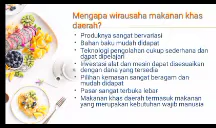 Mengapa wirausaha makanan khas
daerah?
• Produknya sangat bervariasi
• Bahan baku mudah didapat
• Teknologi pengolahan cukup sederhana dan
dapat dipelajari
• Investasi alat dan mesin dapat disesuaikan
dengan dana yang tersedia
• Pilihan kemasan sangat beragam dan
mudah didapat
• Pasar sangat terbuka lebar
• Makanan khas daerah termasuk makanan
yang merupakan kebutuhan wajib manusia